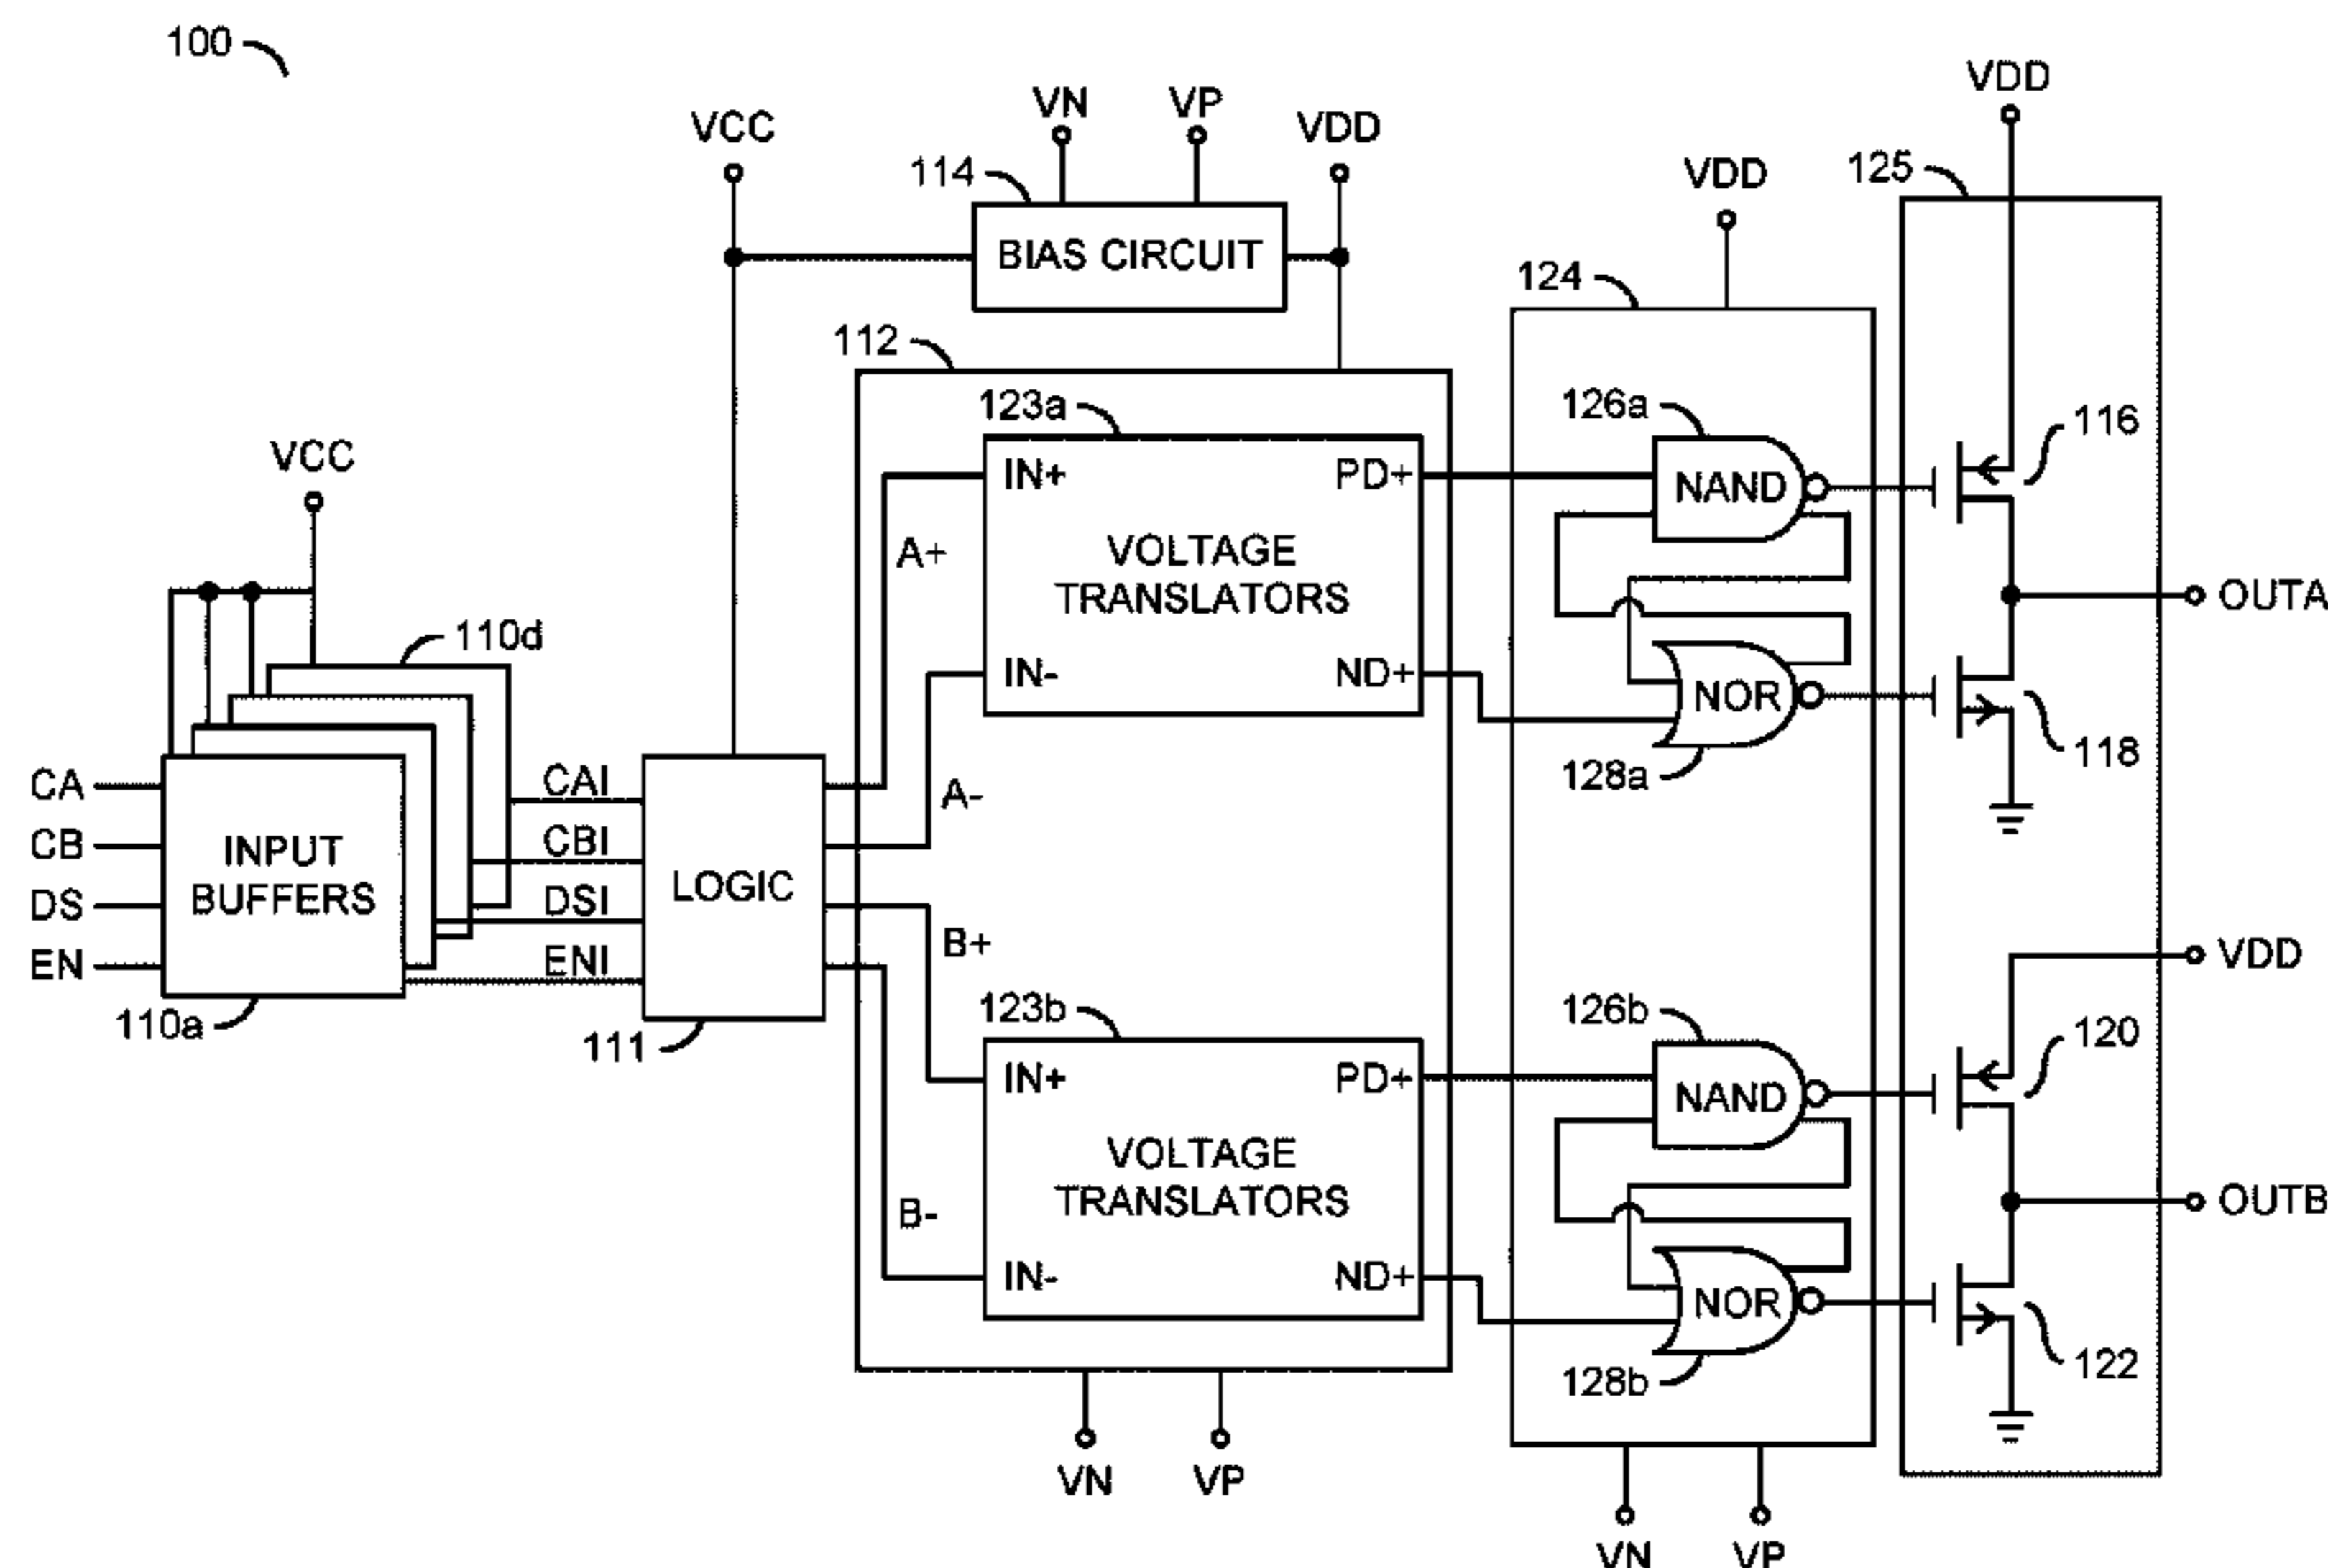 100
VCC
VN
VP
VDD
VDD
VDD
114
BIAS CIRCUIT
125
124
112
123a
126a
116
VCC
IN+
PD+
NAND
A+
VOLTAGE
TRANSLATORS
OUTA
110d
IN-
ND+
NOR
118
128a
CA
CB
DS
EN
INPUT
BUFFERS
110a
CAI
CBI
DSI
ENI
LOGIC
111
A-
B+
B-
VDD
123b
126b
120
IN+
PD+
NAND
VOLTAGE
TRANSLATORS
OUTB
IN-
ND+
NOR
122
128b
VN
VP
VN
VP